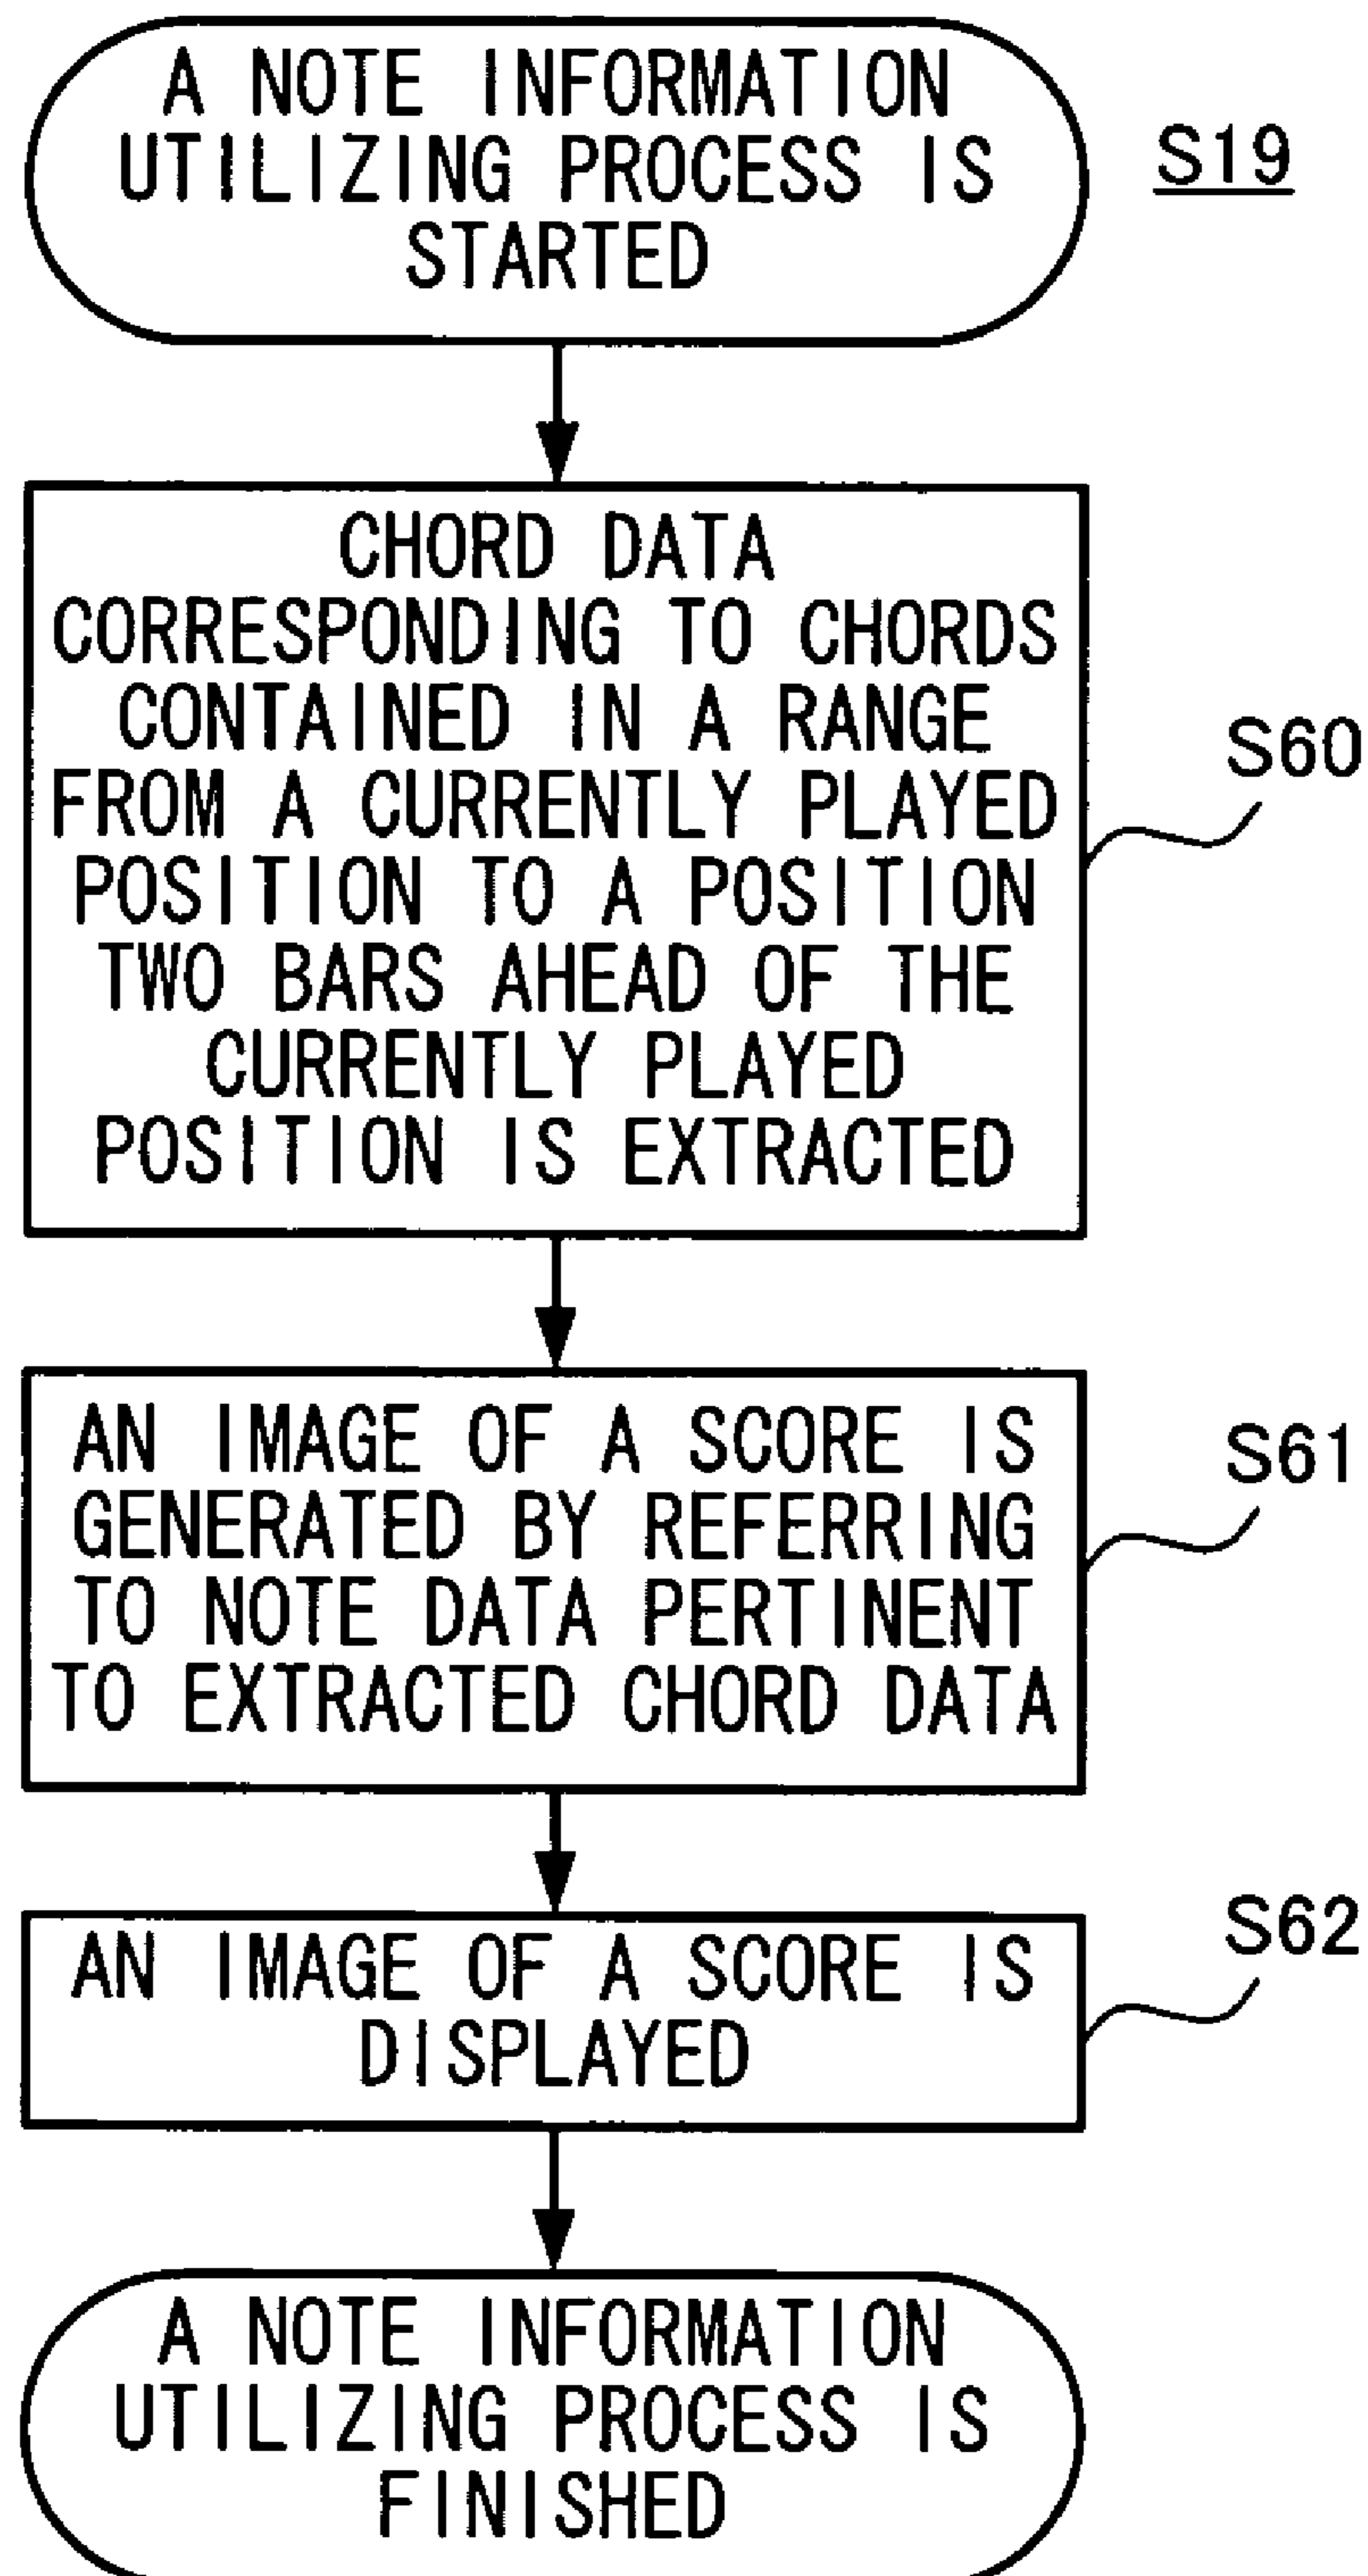 A NOTE INFORMATION
UTILIZING PROCESS IS
STARTED
S19
CHORD DATA
CORRESPONDING TO CHORDS
CONTAINED IN A RANGE
FROM A CURRENTLY PLAYED
POSITION TO A POSITION
TWO BARS AHEAD OF THE
CURRENTLY PLAYED
POSITION IS EXTRACTED
S60
AN IMAGE OF A SCORE IS
GENERATED BY REFERRING
TO NOTE DATA PERTINENT
TO EXTRACTED CHORD DATA
S61
AN IMAGE OF A SCORE IS
DISPLAYED
S62
A NOTE INFORMATION
UTILIZING PROCESS IS
FINISHED